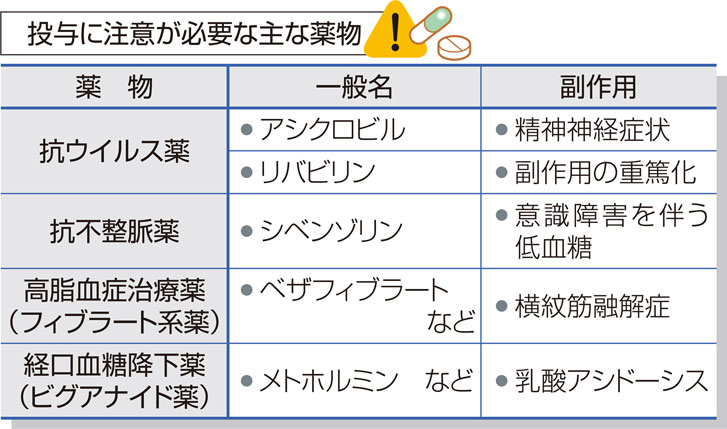 投与に注意が必要な主な薬物
薬　物　一般名　副作用
抗ウイルス薬
● アシクロビル　● 精神神経症状
● リバビリン　● 副作用の重篤化
抗不整脈薬　● シベンゾリン　● 意識障害を伴う
低血糖
高脂血症治療薬
（フィブラート系薬）
● ベザフィブラート
など
● 横紋筋融解症
経口血糖降下薬
（ビグアナイド薬）
● メトホルミン　など　● 乳酸アシドーシス